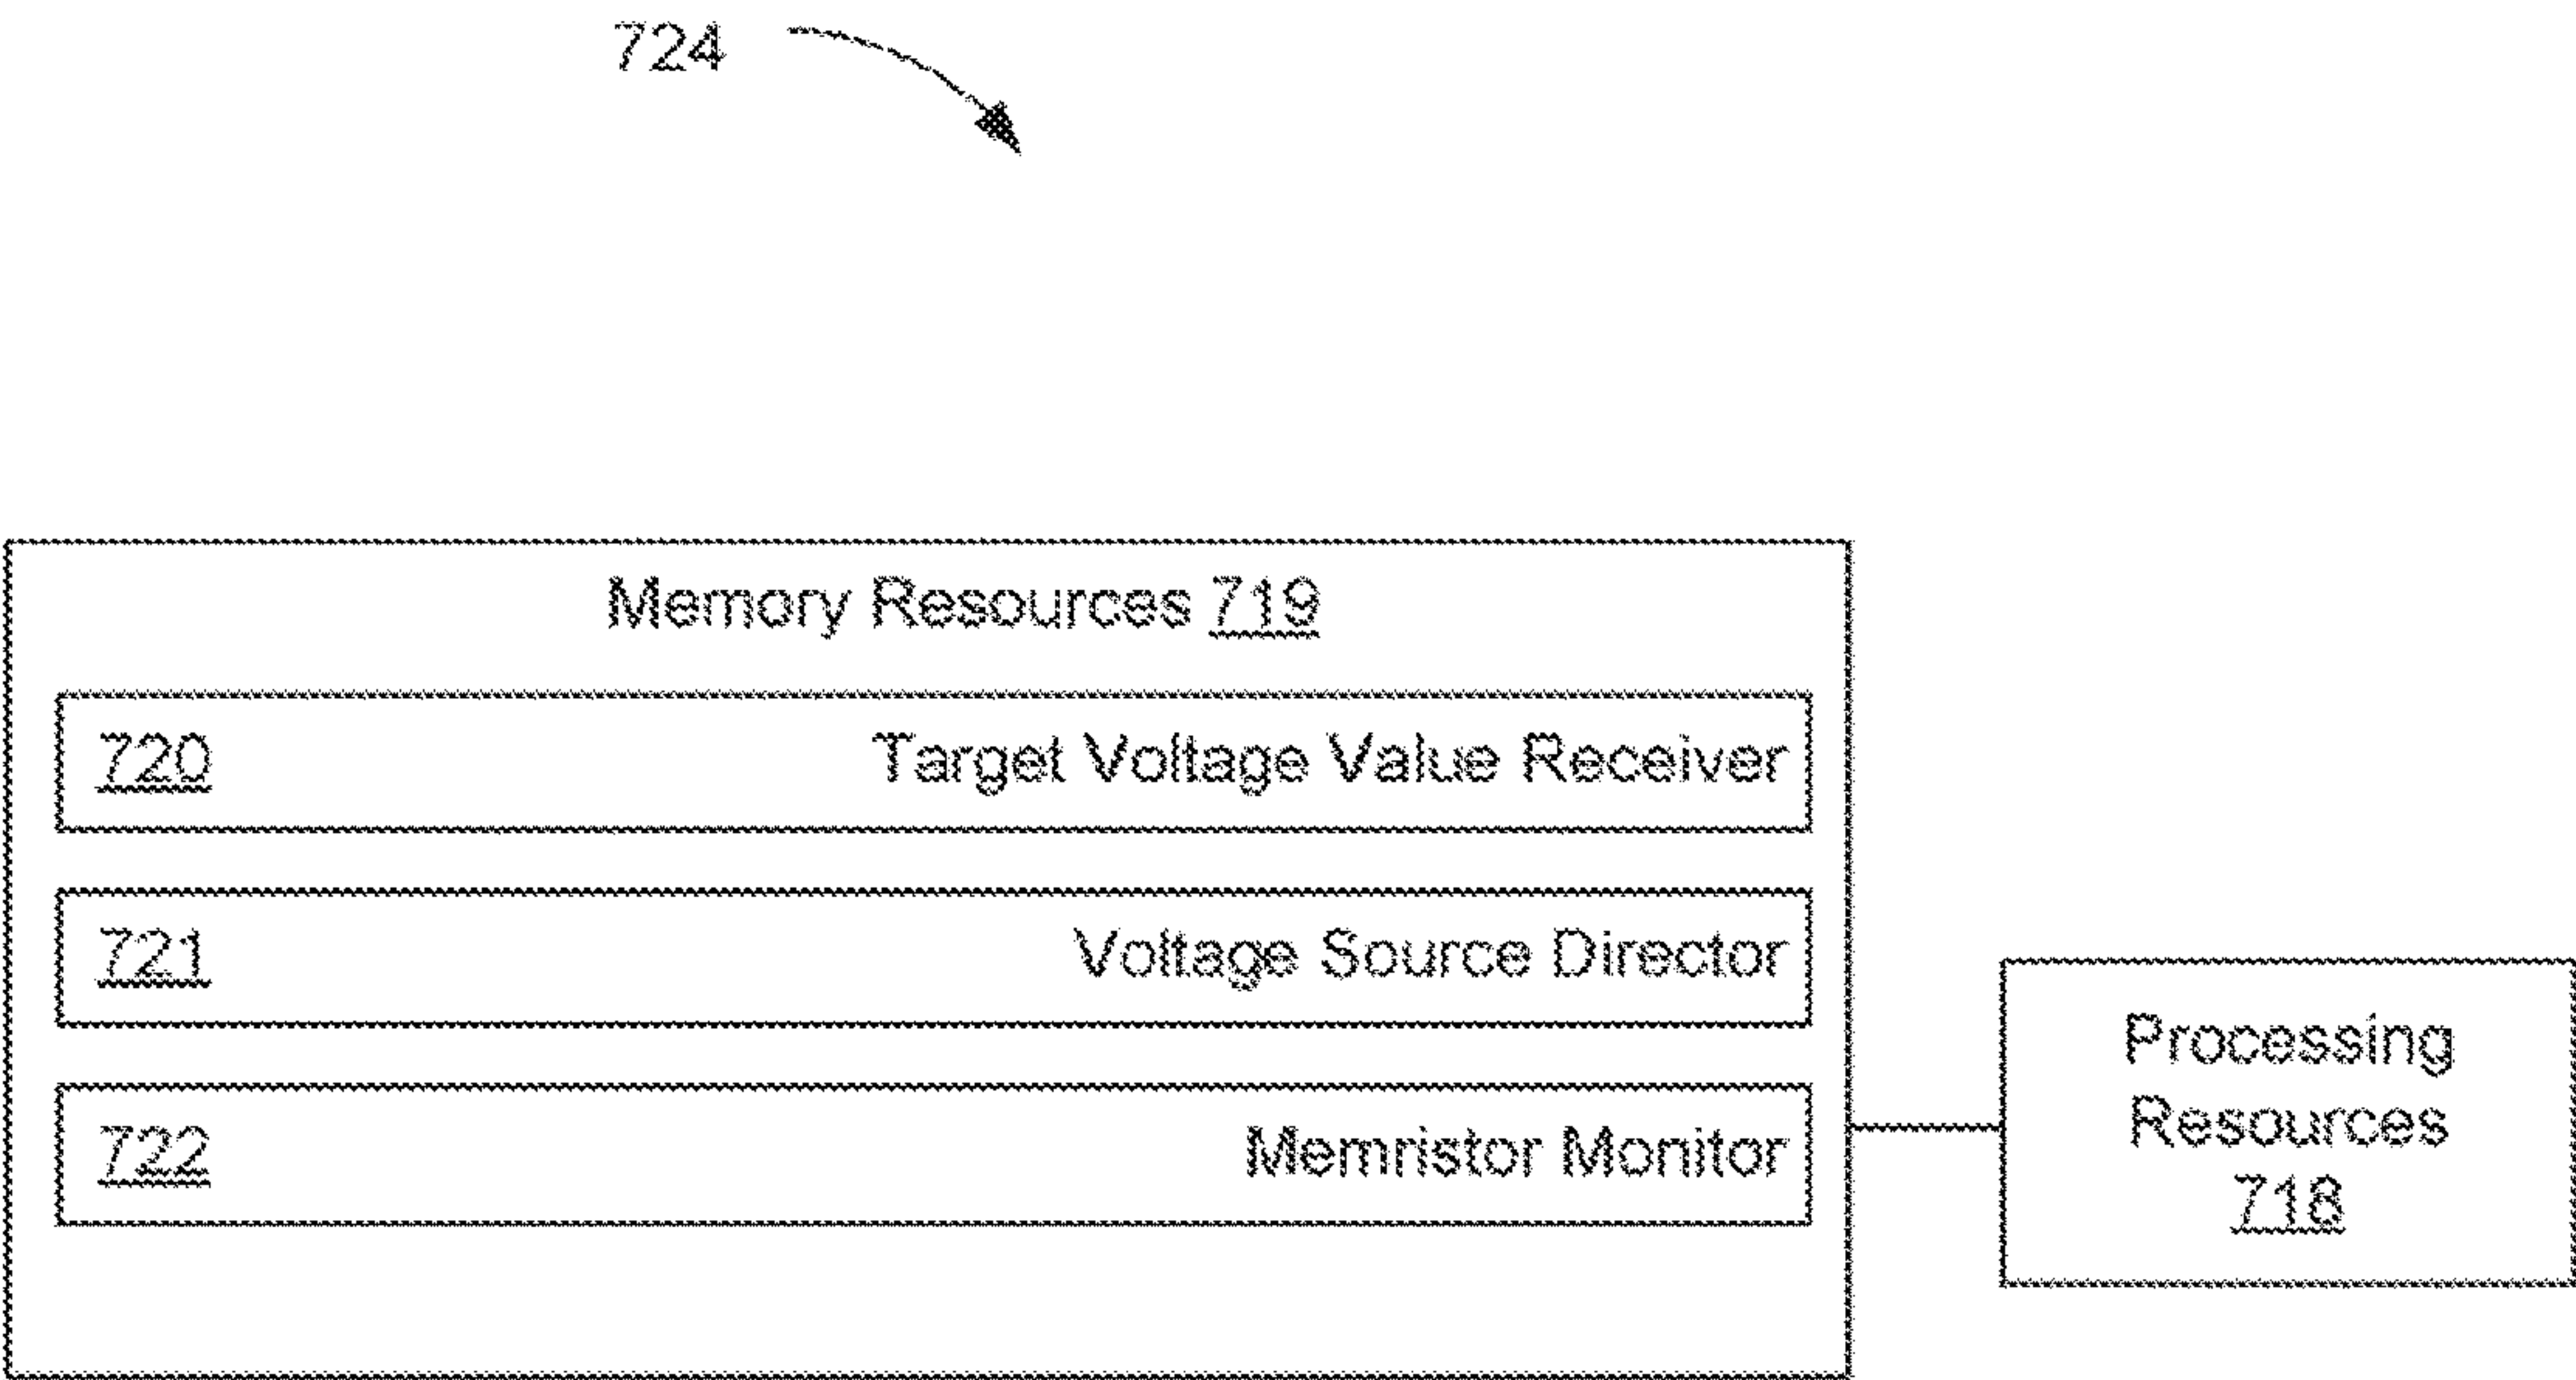 724
Memory Resources 719
720 Target Voltage Value Receiver
721 Voltage Source Director
722 Memristor Monitor
Processing
Resources
718